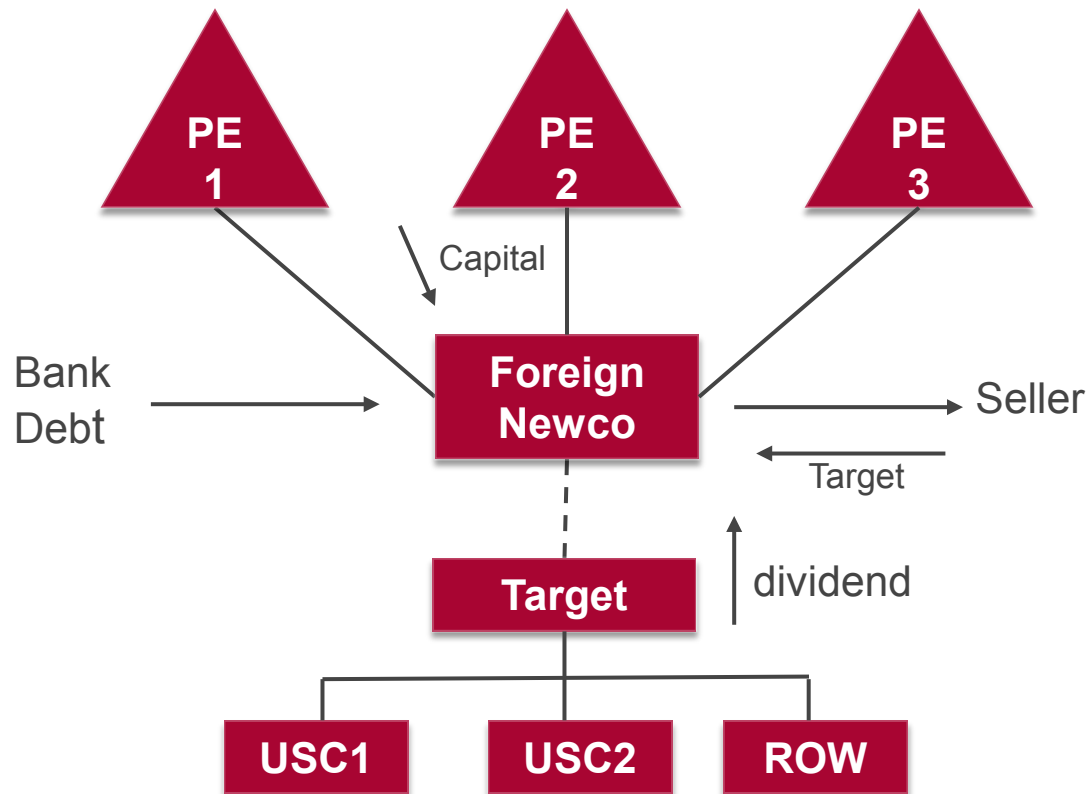 PE
1
PE
2
PE
3
Capital
Bank
Debt
Foreign
Newco
Seller
Target
Target
dividend
USC1
USC2
ROW